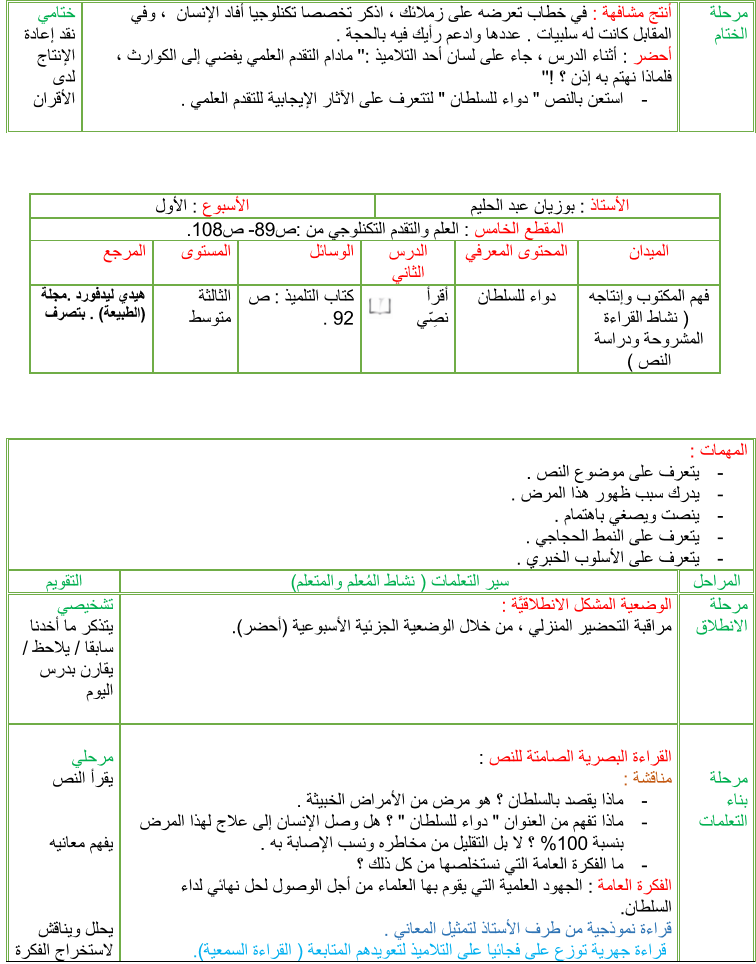 مرحلة الختام
أنتج مشافهة : في خطاب تعرضه على زملائك ، اذكر تخصصا تكنلوجيا أفاد الإنسان ، وفي
المقابل كانت له سلبيات . عددها وادعم رأيك فيه بالحجة .
أحضر : أثناء الدرس ، جاء على لسان أحد التلاميذ :" مادام التقدم العلمي يفضي إلى الكوارث ،
فلماذا نهتم به إذن ؟ !"
- استعن بالنص " دواء للسلطان " لتتعرف على الآثار الإيجابية للتقدم العلمي .
ختامي
نقد إعادة
الإنتاج
لدى
الأقران
الأستاذ : بوزيان عبد الحليم
الأسبوع : الأول
المقطع الخامس : العلم والتقدم التكنلوجي من :ص89- ص108.
الميدان
المحتوى المعرفي
الدرس الثاني
الوسائل
المستوى
المرجع
فهم المكتوب وإنتاجه
( نشاط القراءة
المشروحة ودراسة
النص )
دواء للسلطان
أقرأ
نصِّي
كتاب التلميذ : ص
92 .
الثالثة
متوسط
هيدي ليدفورد .مجلة
(الطبيعة) . بتصرف
المهمات :
- يتعرف على موضوع النص .
- يدرك سبب ظهور هذا المرض .
- ينصت ويصغي باهتمام .
- يتعرف على النمط الحجاجي .
- يتعرف على الأسلوب الخبري .
المراحل
سير التعلمات ( نشاط المُعلم والمتعلم)
التقويم
مرحلة
الانطلاق
الوضعية المشكل الانطلاقيَّة :
مراقبة التحضير المنزلي ، من خلال الوضعية الجزئية الأسبوعية (أحضر).
تشخيصي
يتذكر ما أخدنا
سابقا / يلاحظ /
يقارن بدرس
اليوم
مرحلة
بناء
التعلمات
القراءة البصرية الصامتة للنص :
مناقشة :
- ماذا يقصد بالسلطان ؟ هو مرض من الأمراض الخبيثة .
- ماذا تفهم من العنوان " دواء للسلطان " ؟ هل وصل الإنسان إلى علاج لهذا المرض
بنسبة 100% ؟ لا بل التقليل من مخاطره ونسب الإصابة به .
- ما الفكرة العامة التي نستخلصها من كل ذلك ؟
الفكرة العامة : الجهود العلمية التي يقوم بها العلماء من أجل الوصول لحل نهائي لداء
السلطان.
قراءة نموذجية من طرف الأستاذ لتمثيل المعاني .
قراءة جهرية توزع على فجائيا على التلاميذ لتعويدهم المتابعة ( القراءة السمعية).
مرحلي
يقرأ النص
يفهم معانيه
يحلل ويناقش
لاستخراج الفكرة